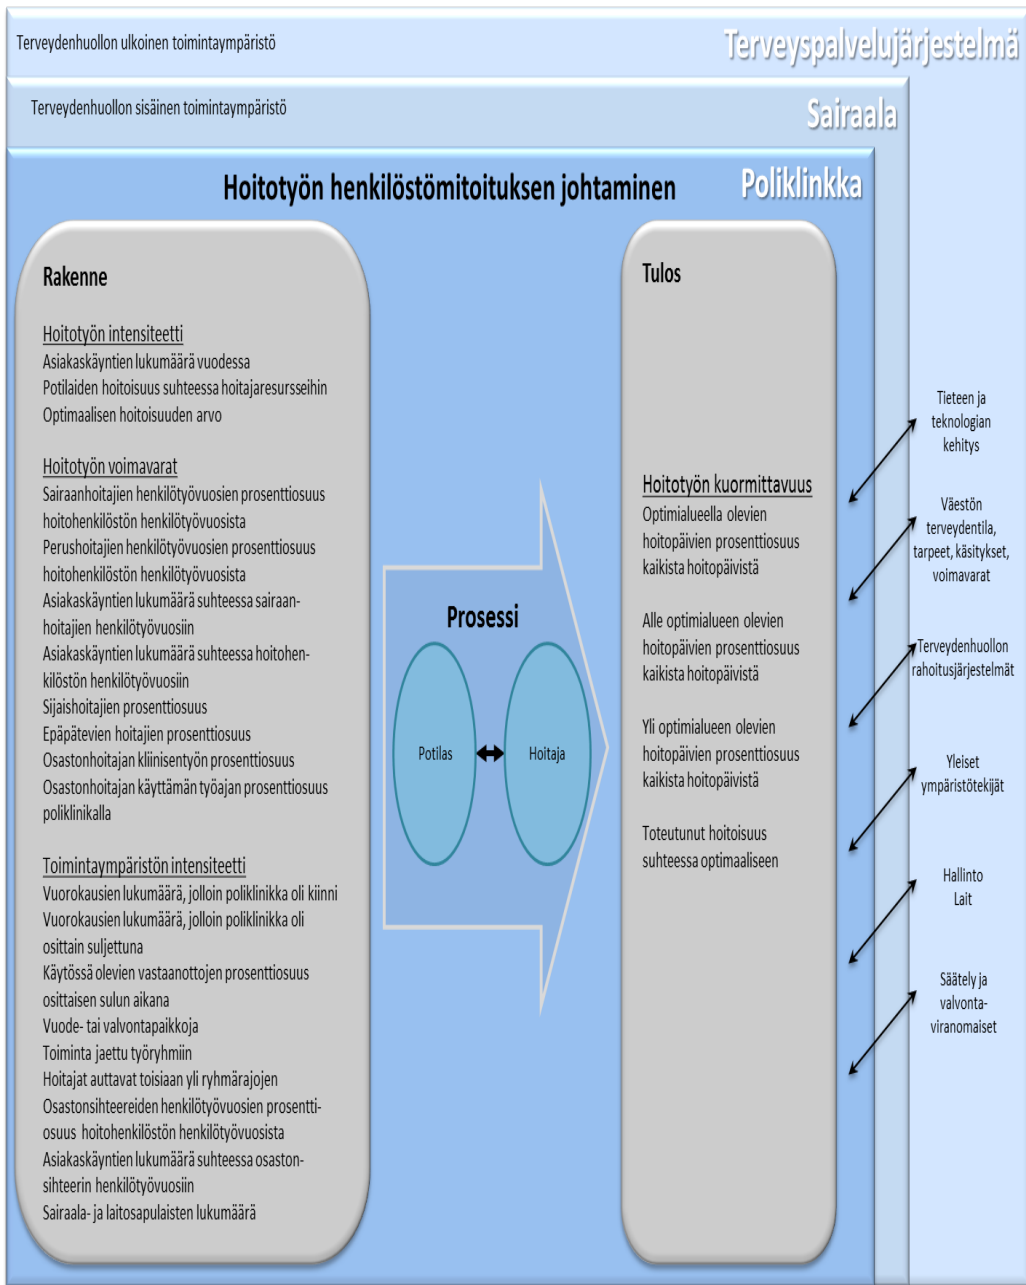 Terveydenhuollon ulkoinen toimintaympäristö
Terveyspalvelujärjestelmä
Terveydenhuollon sisäinen toimintaympäristö
Sairaala
Hoitotyön henkilöstömitoituksen johtaminen
Poliklinkka
Rakenne
Hoitotyön intensiteetti
Asiakaskäyntien lukumäärä vuodessa
Potilaiden hoitoisuus suhteessa hoitajaresursseihin
Optimaalisen hoitoisuuden arvo
Hoitotyön voimavarat
Sairaanhoitajien henkilötyövuosien prosenttiosuus
hoitohenkilöstön henkilötyövuosista
Perushoitajien henkilötyövuosien prosenttiosuus
hoitohenkilöstön henkilötyövuosista
Asiakaskäyntien lukumäärä suhteessa sairaan-
hoitajien henkilötyövuosiin
Asiakaskäyntien lukumäärä suhteessa hoitohen-
kilöstön henkilötyövuosiin
Sijaishoitajien prosenttiosuus
Epäpätevien hoitajien prosenttiosuus
Osastonhoitajan kliinisentyön prosenttiosuus
Osastonhoitajan käyttämän työajan prosenttiosuus
poliklinikalla
Toimintaympäristön intensiteetti
Vuorokausien lukumäärä, jolloin poliklinikka oli kiinni
Vuorokausien lukumäärä, jolloin poliklinikka oli
osittain suljettuna
Käytössä olevien vastaanottojen prosenttiosuus
osittaisen sulun aikana
Vuode- tai valvontapaikkoja
Toiminta jaettu työryhmiin
Hoitajat auttavat toisiaan yli ryhmärajojen
Osastonsihteereiden henkilötyövuosien prosentti-
osuus hoitohenkilöstön henkilötyövuosista
Asiakaskäyntien lukumäärä suhteessa osaston-
sihteerin henkilötyövuosiin
Sairaala- ja laitosapulaisten lukumäärä
Prosessi
Potilas
Hoitaja
Tulos
Hoitotyön kuormittavuus
Optimialueella olevien
hoitopäivien prosenttiosuus
kaikista hoitopäivistä
Alle optimialueen olevien
hoitopäivien prosenttiosuus
kaikista hoitopäivistä
Yli optimialueen olevien
hoitopäivien prosenttiosuus
kaikista hoitopäivistä
Toteutunut hoitoisuus
suhteessa optimaaliseen
Tieteen ja
teknologian
kehitys
Väestön
terveydentila,
tarpeet, käsitykset,
voimavarat
Terveydenhuollon
rahoitusjärjestelmät
Yleiset
ympäristötekijät
Hallinto
Lait
Säätely ja
valvonta-
viranomaiset